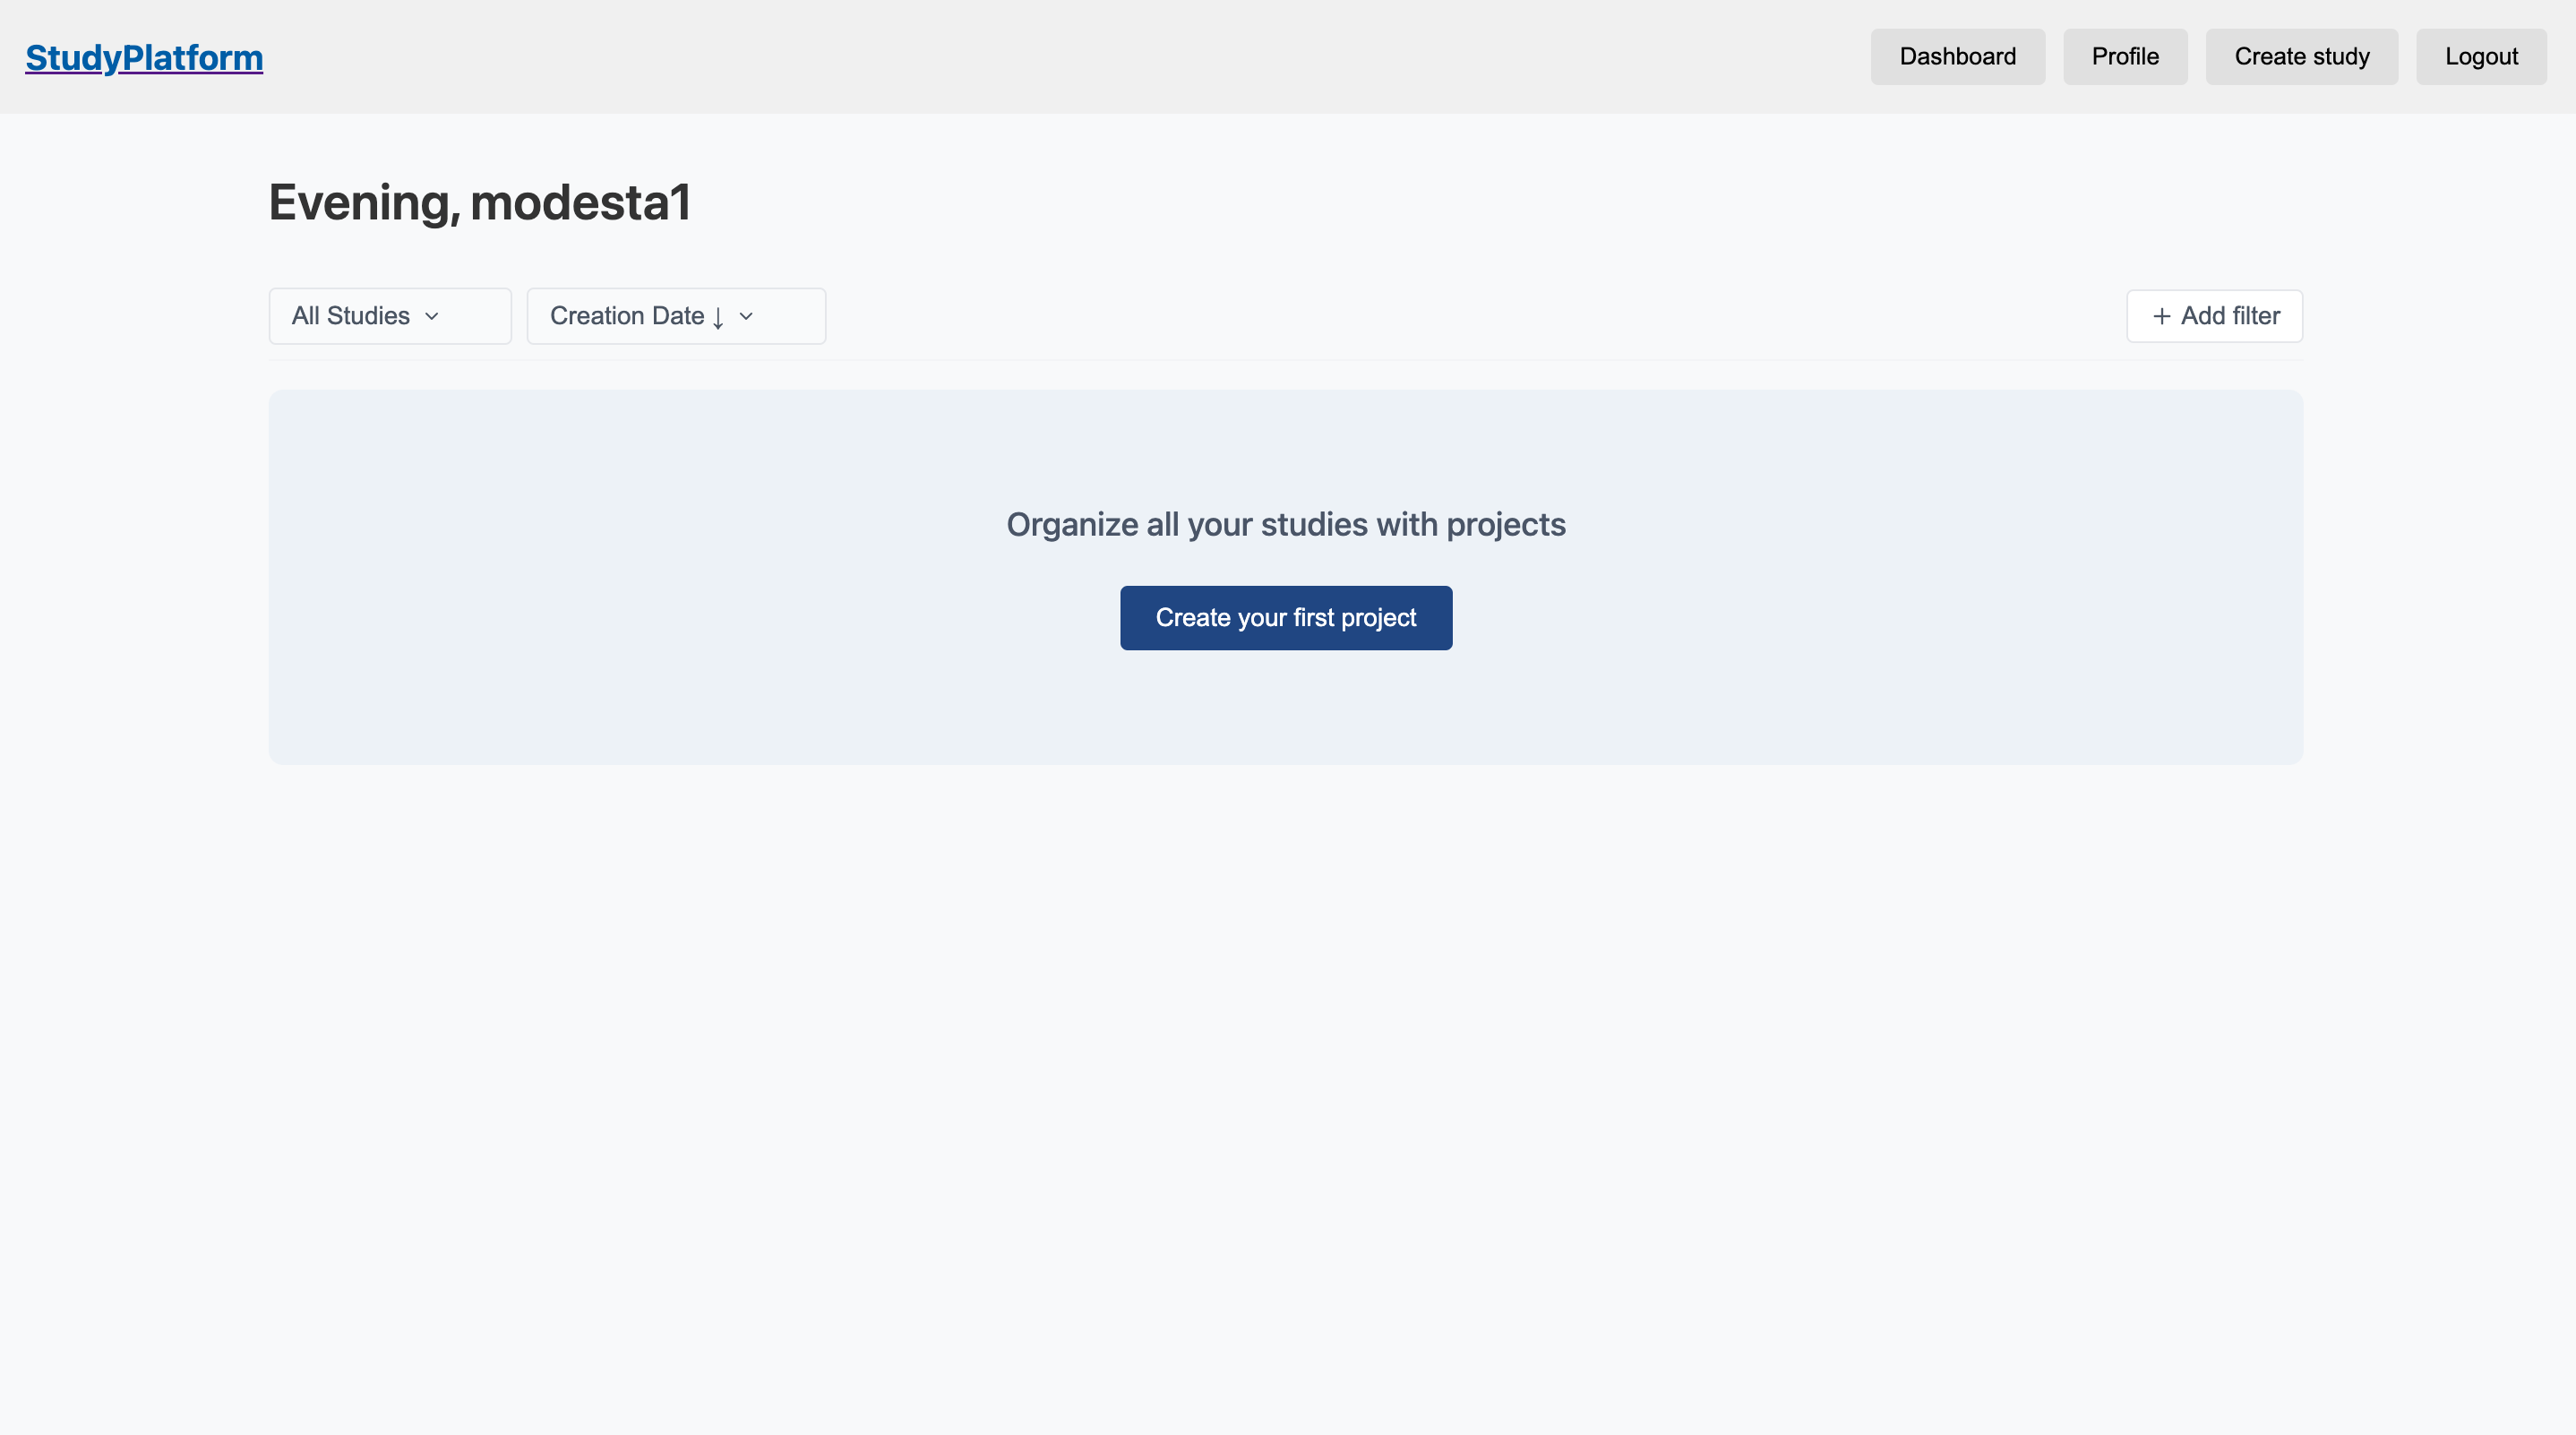 StudyPlatform
Dashboard
Profile
Create study
Logout
Evening, modesta1
All Studies
Creation Date ↓
+ Add filter
Organize all your studies with projects
Create your first project